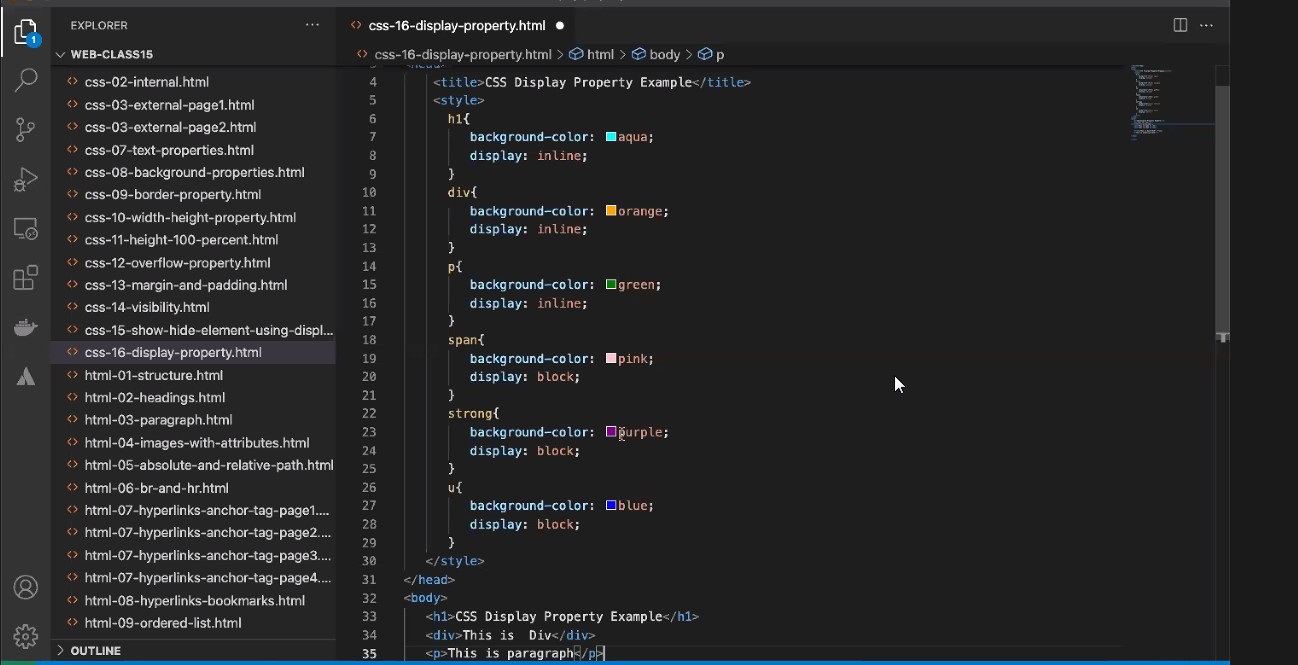 EXPLORER
WEB-CLASS15
css-02-internal.html
css-03-external-page1.html
css-03-external-page2.html
css-07-text-properties.html
css-08-background-properties.html
css-09-border-property.html
css-10-width-height-property.html
css-11-height-100-percent.html
css-12-overflow-property.html
css-13-margin-and-padding.html
css-14-visibility.html
css-15-show-hide-element-using-displ...
css-16-display-property.html
html-01-structure.html
html-02-headings.html
html-03-paragraph.html
html-04-images-with-attributes.html
html-05-absolute-and-relative-path.html
html-06-br-and-hr.html
html-07-hyperlinks-anchor-tag-page1....
html-07-hyperlinks-anchor-tag-page2....
html-07-hyperlinks-anchor-tag-page3....
html-07-hyperlinks-anchor-tag-page4....
html-08-hyperlinks-bookmarks.html
html-09-ordered-list.html
OUTLINE
1
css-16-display-property.html
css-16-display-property.html > html > body > p
3 <head>
4 <title>CSS Display Property Example</title>
5 <style>
6 h1{
7 background-color: aqua;
8 display: inline;
9 }
10 div{
11 background-color: orange;
12 display: inline;
13 }
14 p{
15 background-color: green;
16 display: inline;
17 }
18 span{
19 background-color: pink;
20 display: block;
21 }
22 strong{
23 background-color: purple;
24 display: block;
25 }
26 u{
27 background-color: blue;
28 display: block;
29 }
30 </style>
31 </head>
32 <body>
33 <h1>CSS Display Property Example</h1>
34 <div>This is  Div</div>
35 <p>This is paragraph</p>